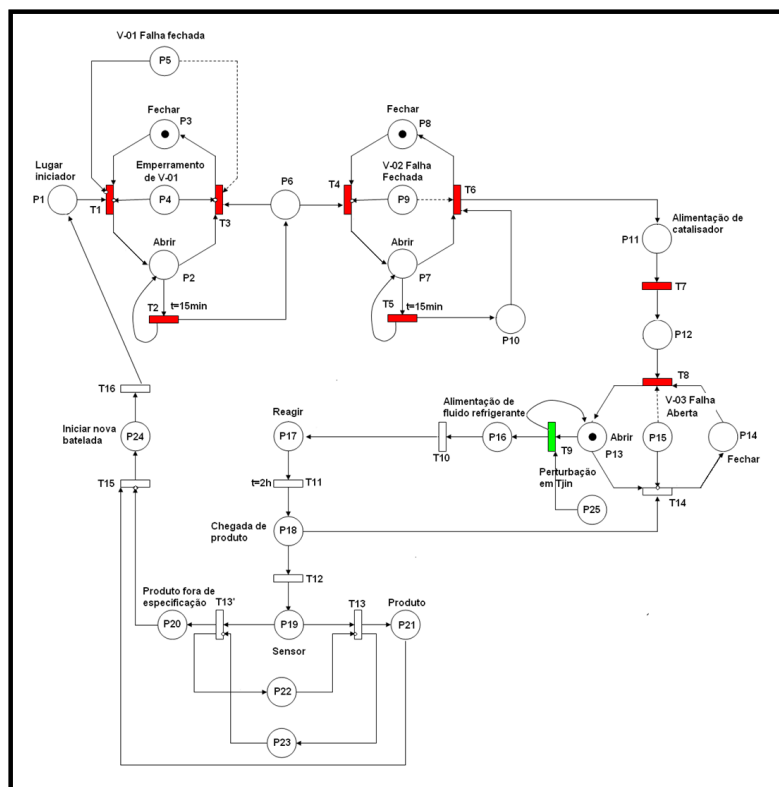 V-01 Falha fechada
P5
Fechar
P3
Lugar
iniciador
P1
Emperramento
de V-01
P4
T1
T3
Abrir
P2
T2
t=15min
P6
Fechar
P8
V-02 Falha
Fechada
P9
T4
T6
Abrir
P7
T5
t=15min
P10
Alimentação de
catalisador
P11
T7
P12
T8
V-03 Falha
Aberta
Abrir
P13
P15
P14
Fechar
T14
T16
Iniciar nova
batelada
P24
T15
Reagir
P17
T10
Alimentação de
fluido refrigerante
P16
T9
Perturbação
em Tjin
P25
t=2h
T11
Chegada de
produto
P18
T12
Produto fora de
especificação
P20
T13'
P19
Sensor
T13
Produto
P21
P22
P23